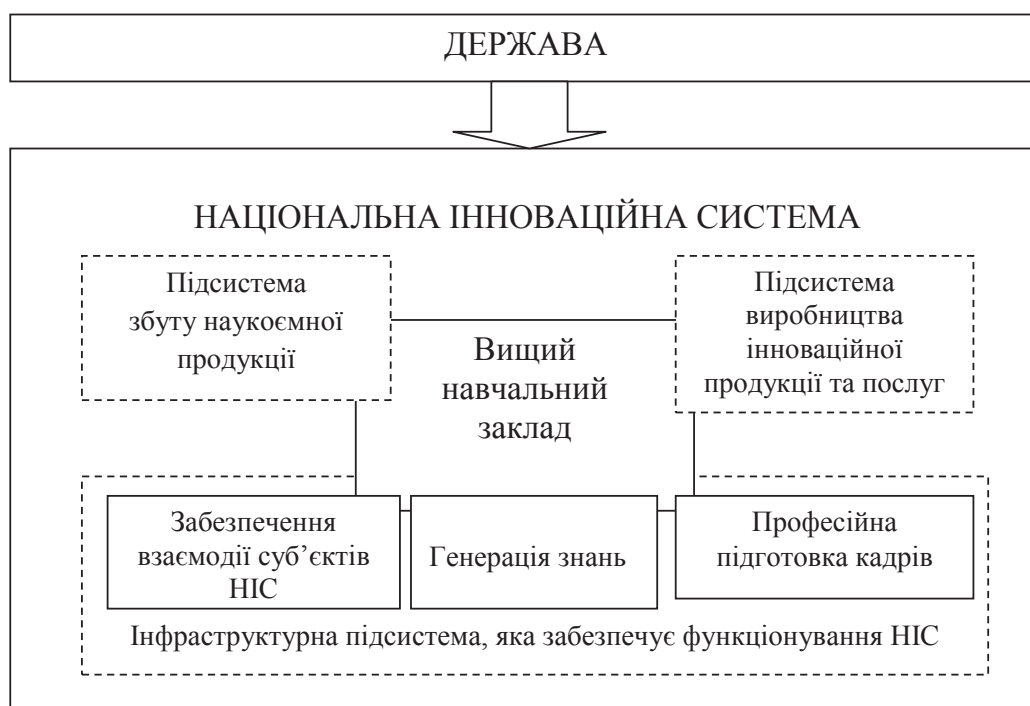 ДЕРЖАВА
НАЦІОНАЛЬНА ІННОВАЦІЙНА СИСТЕМА
Підсистема
збуту наукоємної
продукції
Підсистема
виробництва
інноваційної
продукції та послуг
Вищий
навчальний
заклад
Забезпечення
взаємодії суб’єктів
НІС
Генерація знань
Професійна
підготовка кадрів
Інфраструктурна підсистема, яка забезпечує функціонування НІС